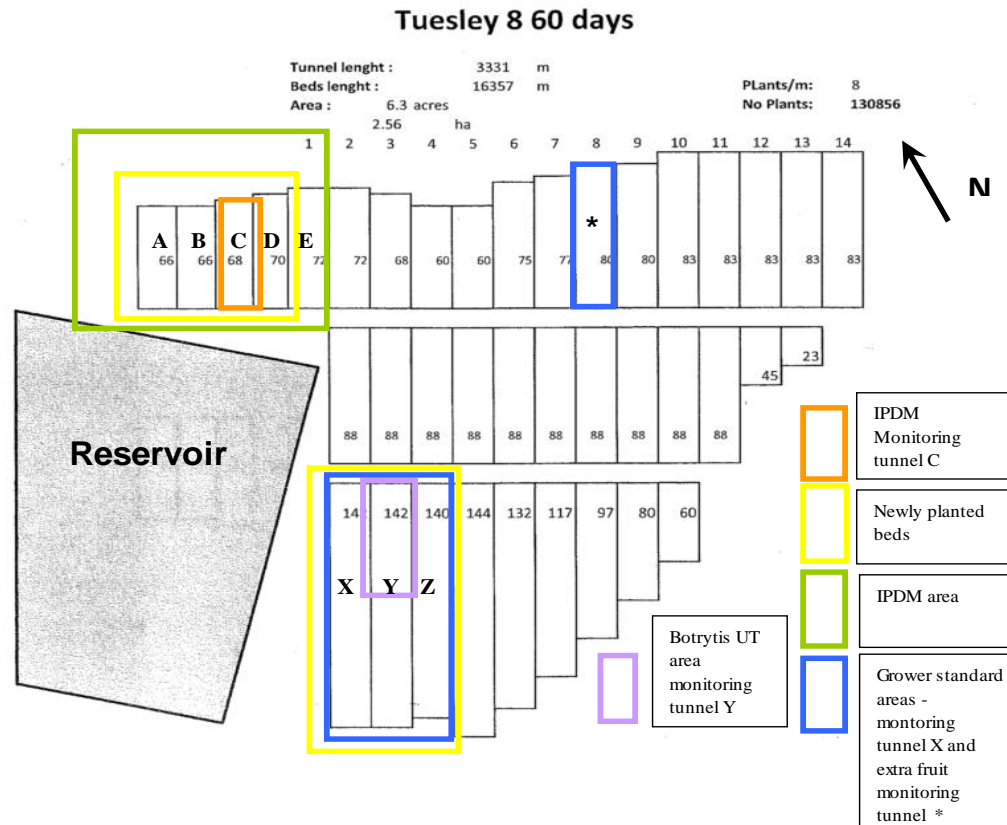 Tuesley 8 60 days
Tunnel lenght : 3331 m
Beds lenght : 16357 m
Area : 6.3 acres
2.56 ha
PLants/m: 8
No Plants: 130856
1 2 3 4 5 6 7 8 9 10 11 12 13 14
N
A B C D E *
66 66 68 70 72 72 68 60 60 75 77 80 80 83 83 83 83 83
Reservoir
23
45
88 88 88 88 88 88 88 88 88 88
142 140 144 132 117 97 80 60
X Y Z
IPDM
Monitoring
tunnel C
Newly planted
beds
IPDM area
Botrytis UT
area
monitoring
tunnel Y
Grower standard
areas -
montoring
tunnel X and
extra fruit
monitoring
tunnel *